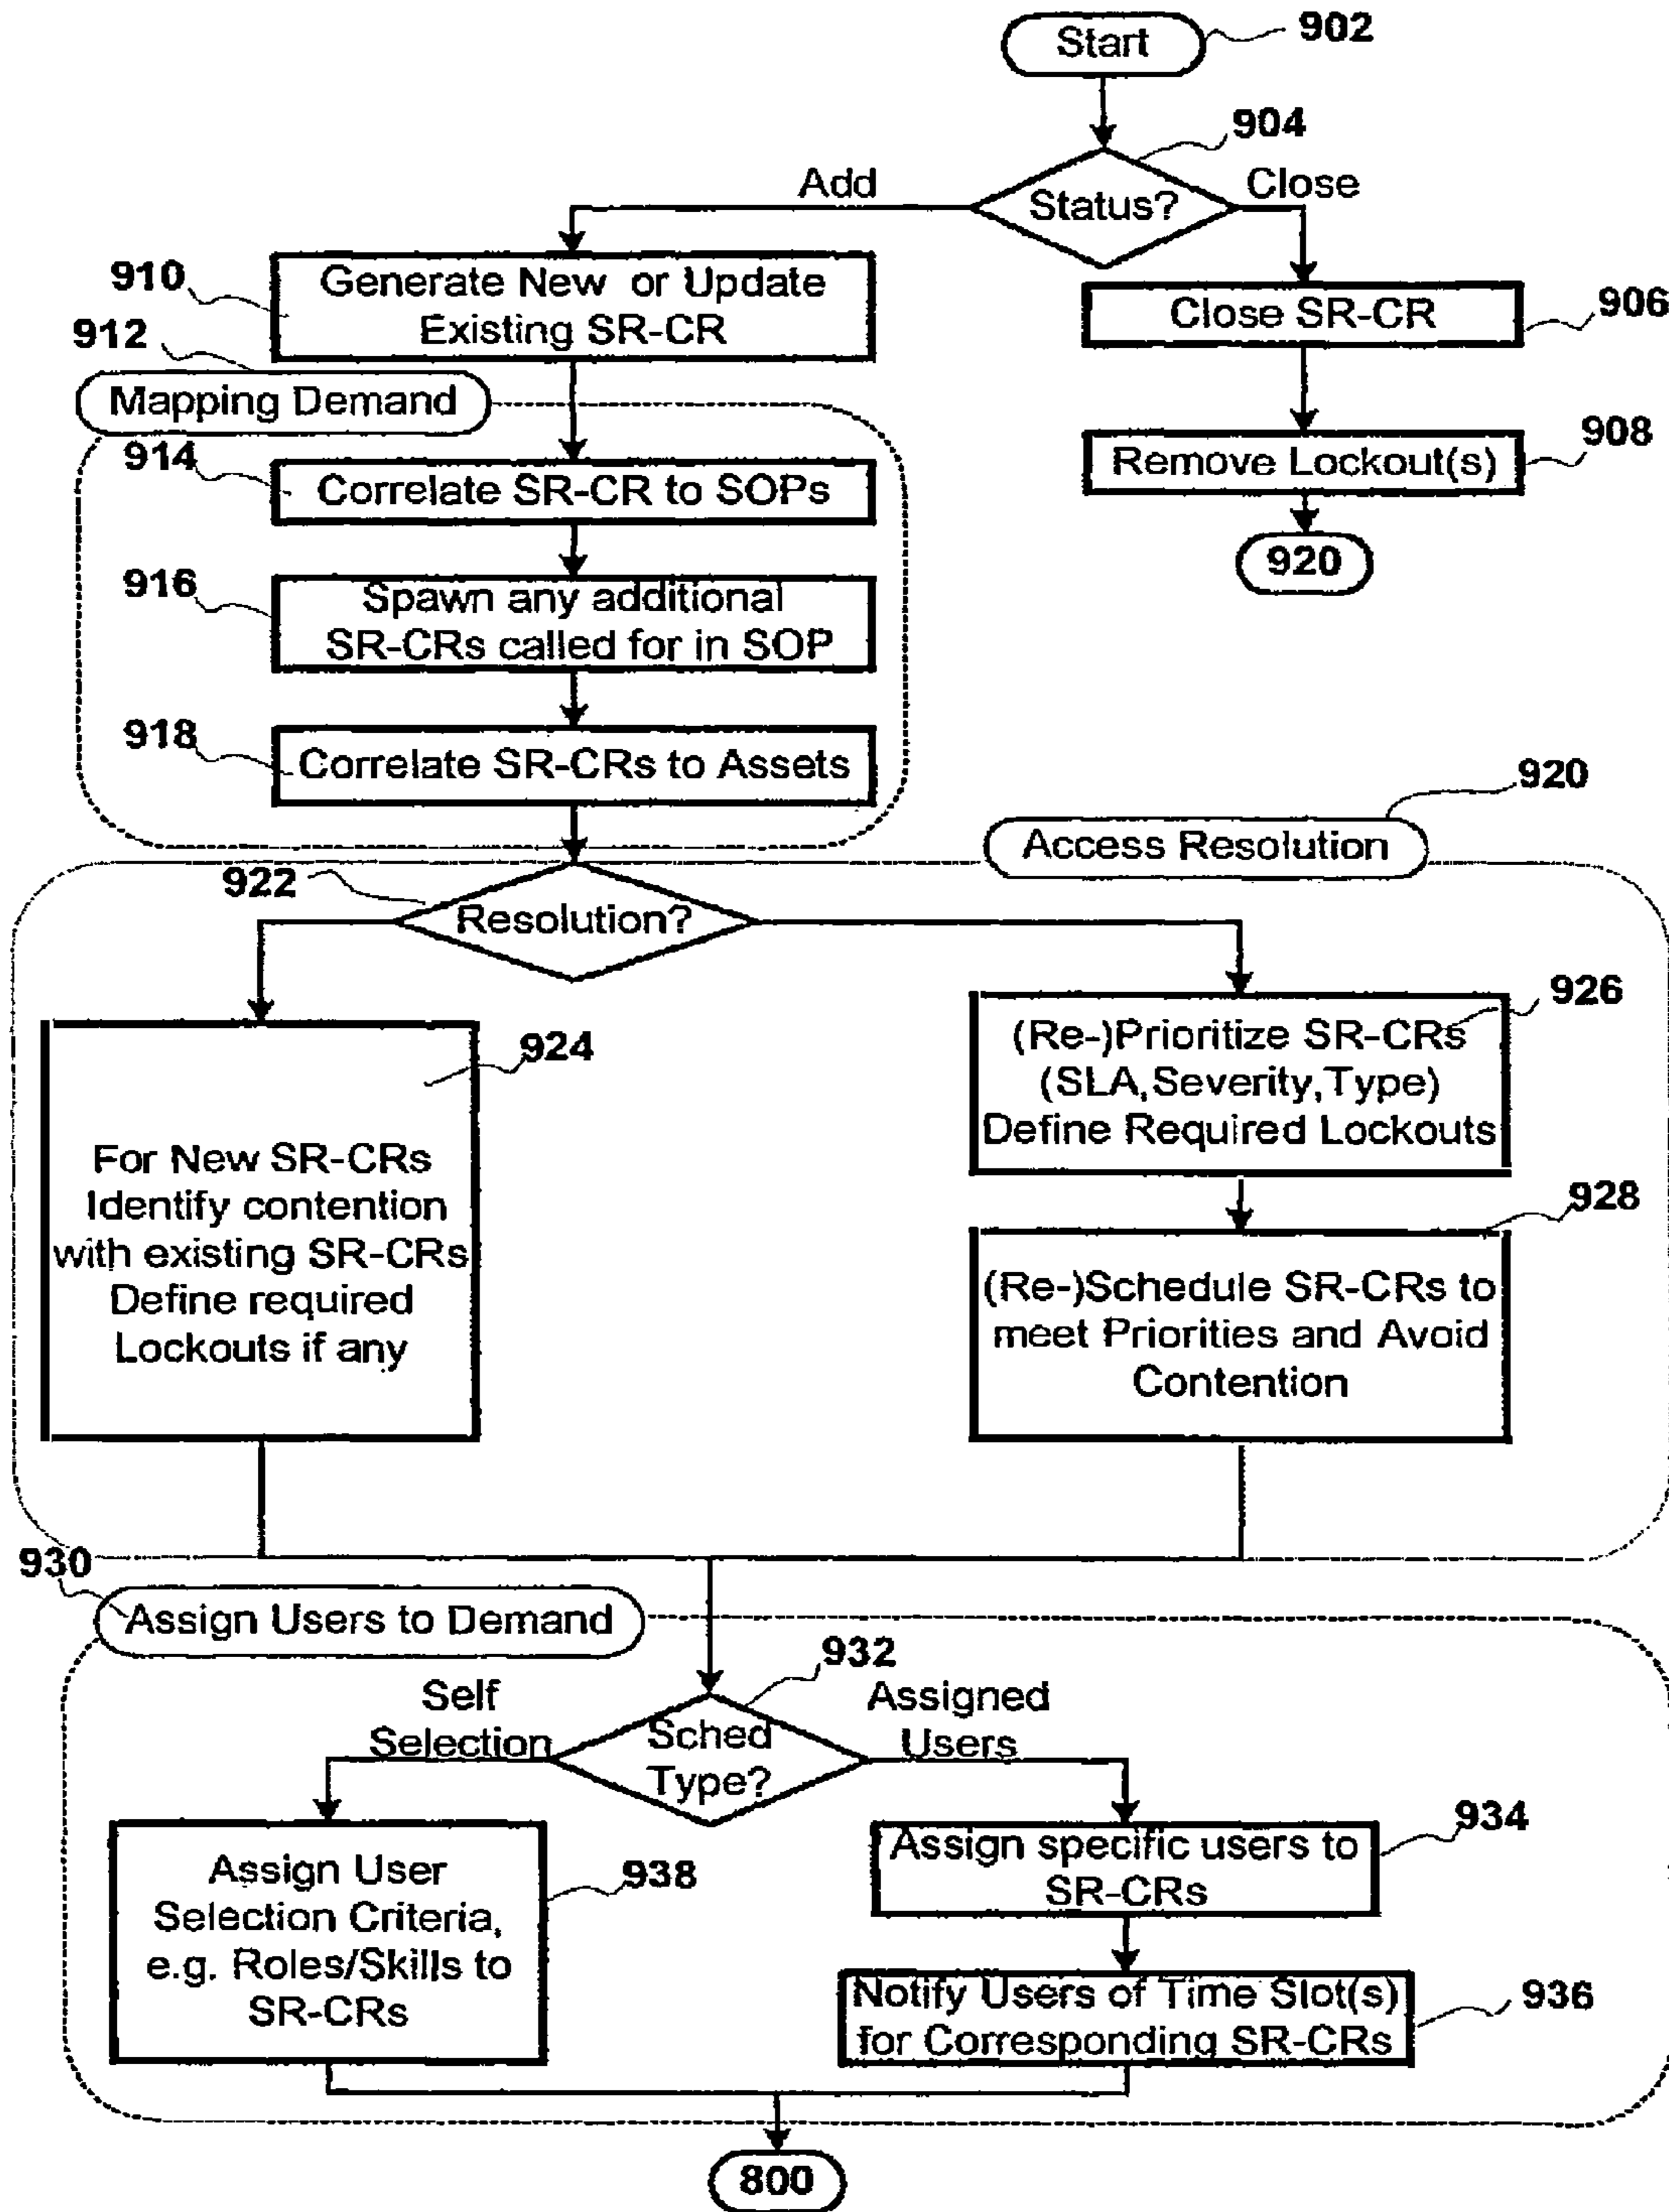 Start
902
904
Add
Status?
Close
910
Generate New or Update
Existing SR-CR
Close SR-CR
906
912
Mapping Demand
914
Correlate SR-CR to SOPs
Remove Lockout(s)
908
920
916
Spawn any additional
SR-CRs called for in SOP
918
Correlate SR-CRs to Assets
920
Access Resolution
922
Resolution?
924
For New SR-CRs
Identify contention
with existing SR-CRs
Define required
Lockouts if any
926
(Re-)Prioritize SR-CRs
(SLA,Severity,Type)
Define Required Lockouts
928
(Re-)Schedule SR-CRs to
meet Priorities and Avoid
Contention
930
Assign Users to Demand
932
Self
Selection
Sched
Type?
Assigned
Users
938
Assign User
Selection Criteria,
e.g. Roles/Skills to
SR-CRs
934
Assign specific users to
SR-CRs
936
Notify Users of Time Slot(s)
for Corresponding SR-CRs
800